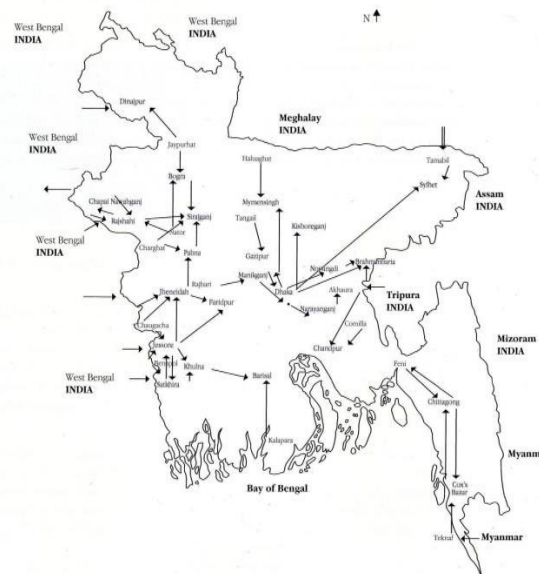 West Bengal
INDIA
West Bengal
INDIA
N
Dinajpur
Meghalay
INDIA
West Bengal
INDIA
Jaypurhat
Haluaghat
Tamabil
Bogra
Sylhet
Assam
INDIA
Chapai Nawabganj
Sirajganj
Mymensingh
Rajshahi
Tangail
Kishoreganj
Natore
West Bengal
INDIA
Charghat
Pabna
Gazipur
Brahmanbaria
Norsingdi
Manikganj
Rajbari
Jheneidah
Dhaka
Akhaura
Faridpur
Narayanganj
Tripura
INDIA
Chaugacha
Comilla
Mizoram
INDIA
Jessore
Chandpur
Benapol
Khulna
Feni
West Bengal
INDIA
Satkhira
Barisal
Chittagong
Kalapara
Myanm
Bay of Bengal
Cox's
Bazar
Teknaf
Myanmar